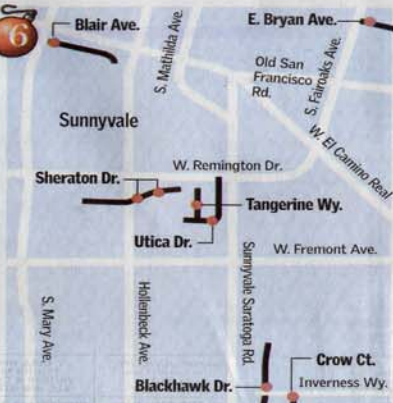 6
Blair Ave.
E. Bryan Ave.
S. Mathilda Ave.
Old San
Francisco
Rd.
S. Fairoaks Ave.
Sunnyvale
W. El Camino Real
W. Remington Dr.
Sheraton Dr.
Tangerine Wy.
Utica Dr.
W. Fremont Ave.
S. Mary Ave.
Hollenbeck Ave.
Sunnyvale Saratoga Rd.
Crow Ct.
Blackhawk Dr.
Inverness Wy.